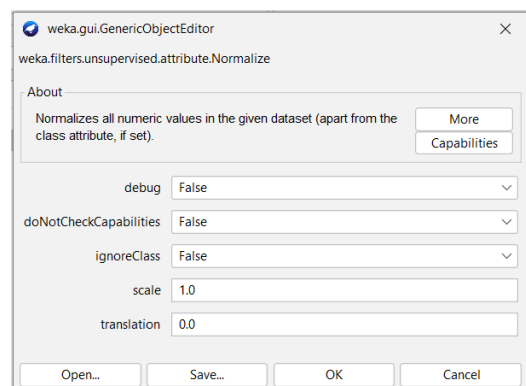 weka.gui.GenericObjectEditor
weka.filters.unsupervised.attribute.Normalize
About
Normalizes all numeric values in the given dataset (apart from the
class attribute, if set).
More
Capabilities
debug False
doNotCheckCapabilities False
ignoreClass False
scale 1.0
translation 0.0
Open... Save... OK Cancel